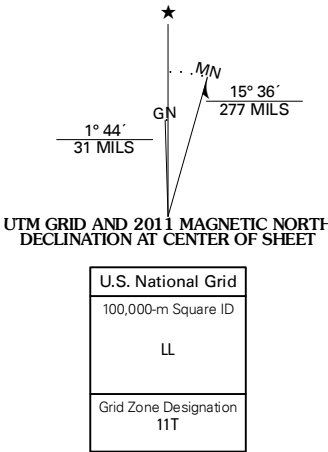 ★
MN
GN
15° 36´
277 MILS
1° 44´
31 MILS
UTM GRID AND 2011 MAGNETIC NORTH
DECLINATION AT CENTER OF SHEET
U.S. National Grid
100,000-m Square ID
LL
Grid Zone Designation
11T